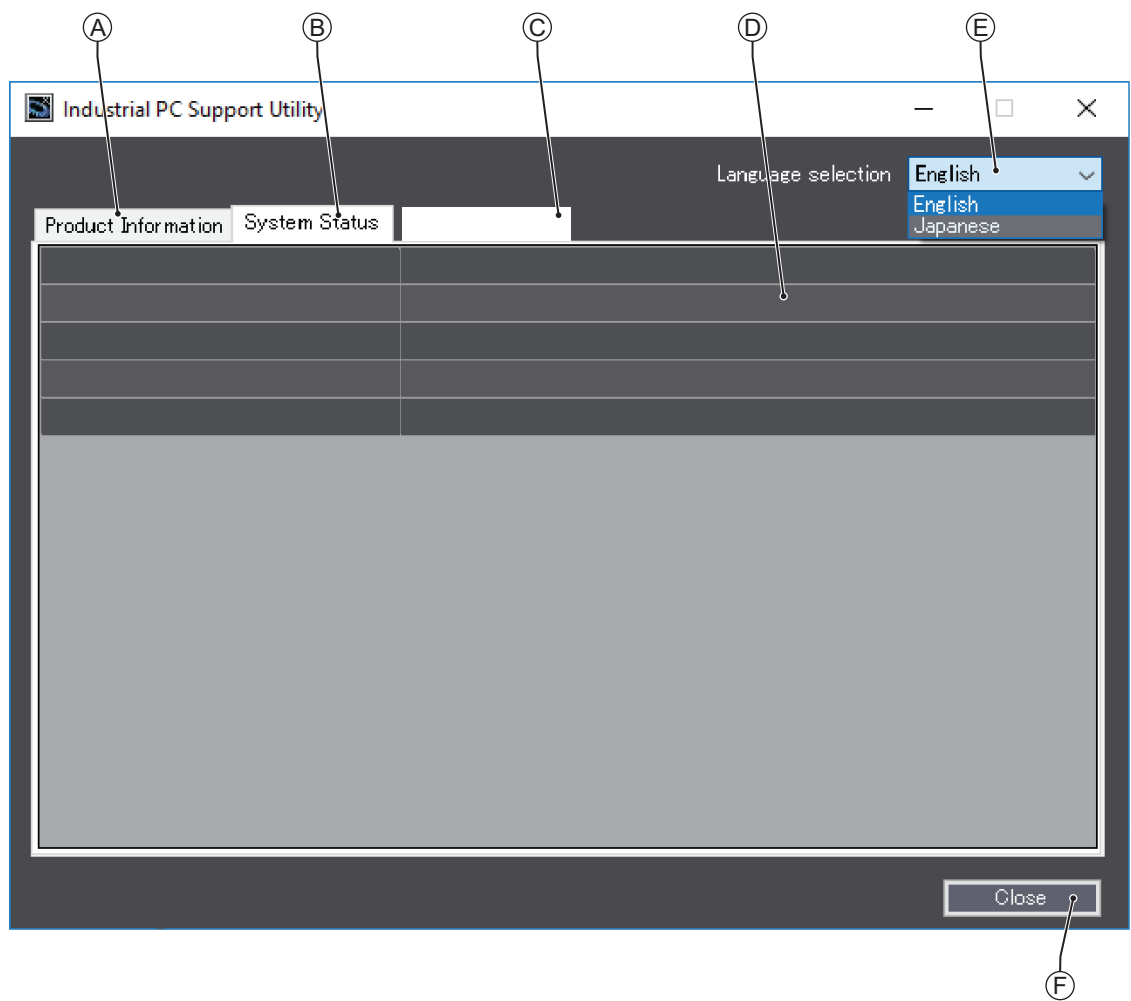 A B C D E
Industrial PC Support Utility
Language selection English
English
Japanese
Product Information System Status
Close
F